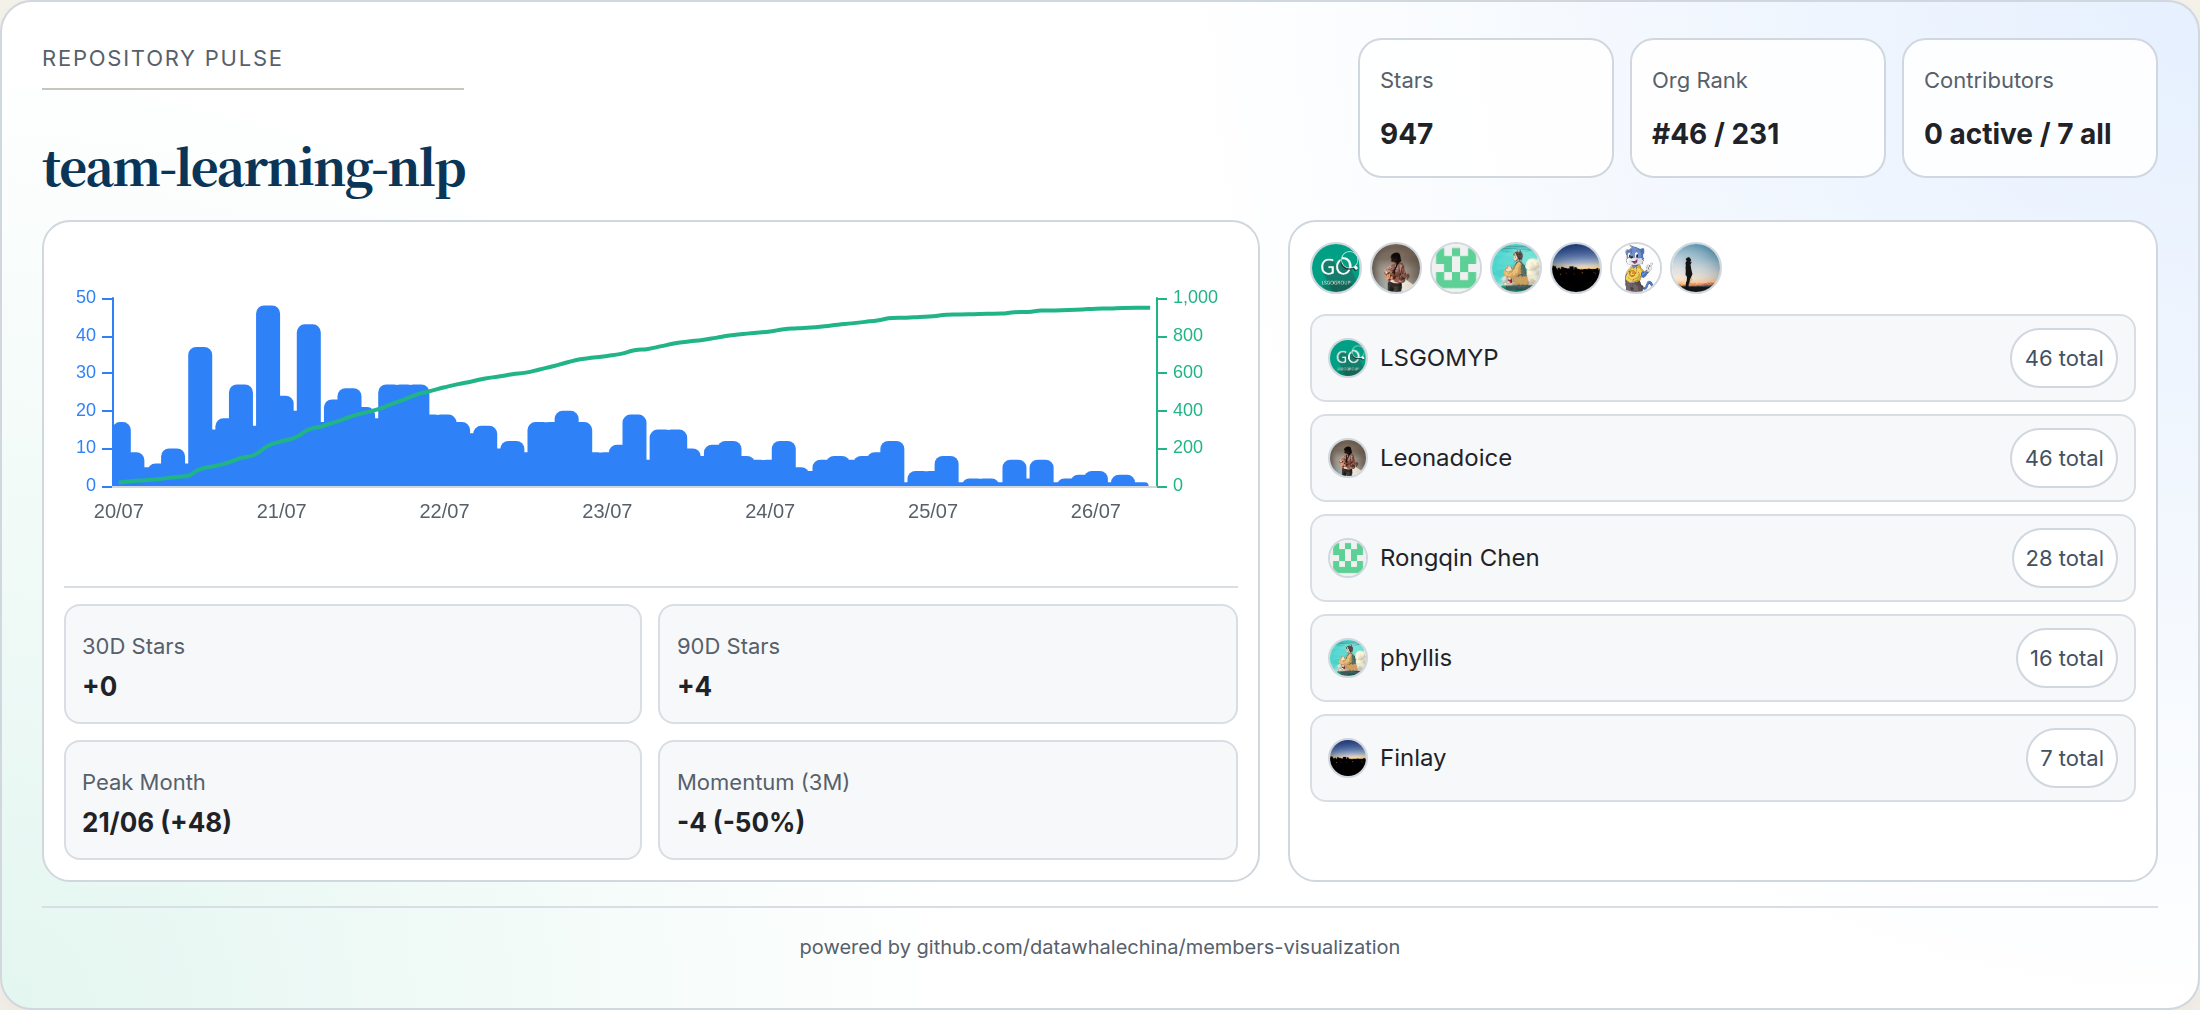 REPOSITORY PULSE
team-learning-nlp
Stars
947
Org Rank
#46 / 231
Contributors
0 active / 7 all
50
40
30
20
10
0
1,000
800
600
400
200
0
20/07
21/07
22/07
23/07
24/07
25/07
26/07
30D Stars
+0
90D Stars
+4
Peak Month
21/06 (+48)
Momentum (3M)
-4 (-50%)
GO
GO
LSGOMYP
46 total
Leonadoice
46 total
Rongqin Chen
28 total
phyllis
16 total
Finlay
7 total
powered by github.com/datawhalechina/members-visualization